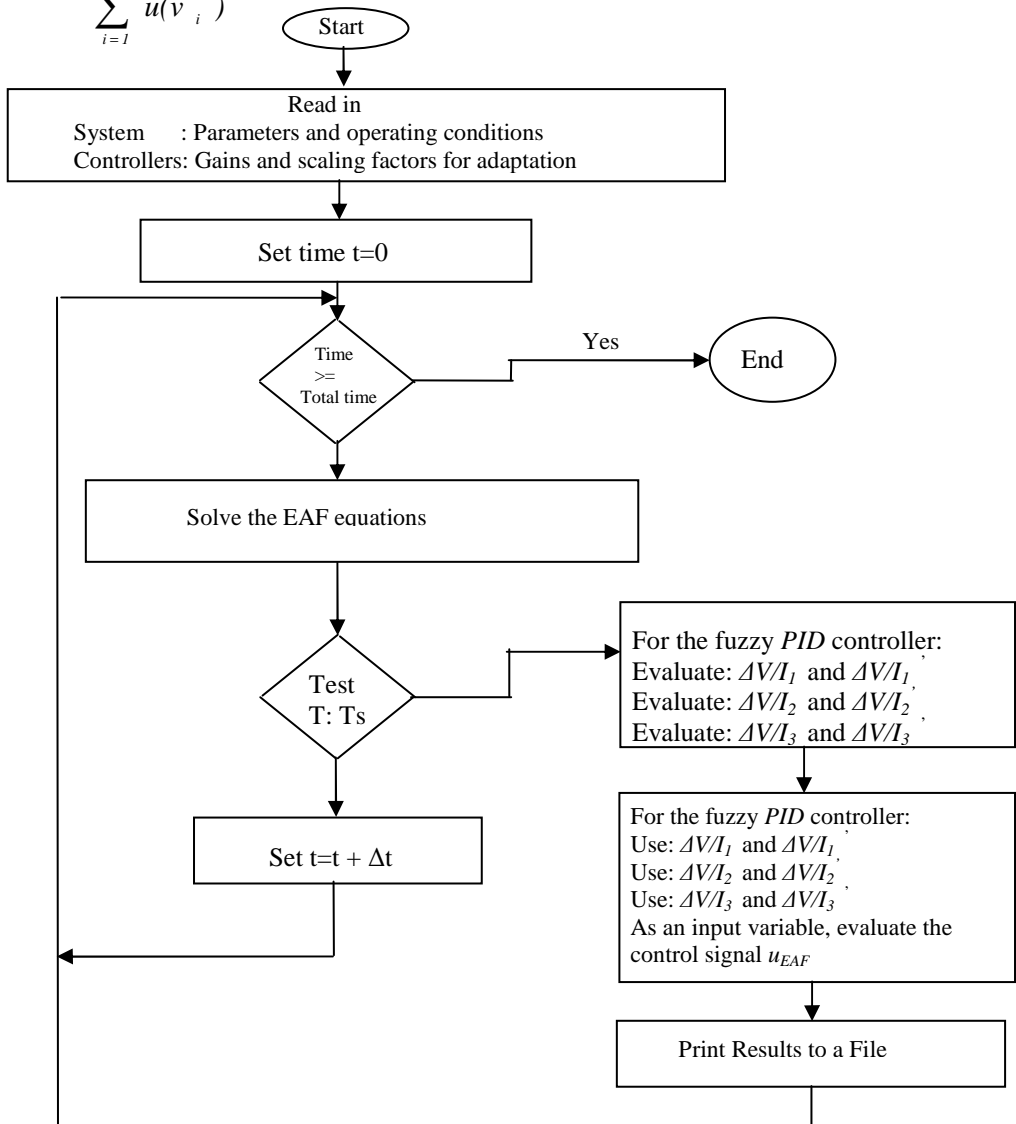 ∑ u(v i )
i=1
Start
Read in
System : Parameters and operating conditions
Controllers: Gains and scaling factors for adaptation
Set time t=0
Time
>=
Total time
Yes
End
Solve the EAF equations
Test
T: Ts
Set t=t + Δt
For the fuzzy PID controller:
Evaluate: ΔV/I1 and ΔV/I1’
Evaluate: ΔV/I2 and ΔV/I2’
Evaluate: ΔV/I3 and ΔV/I3’
For the fuzzy PID controller:
Use: ΔV/I1 and ΔV/I1’
Use: ΔV/I2 and ΔV/I2’
Use: ΔV/I3 and ΔV/I3’
As an input variable, evaluate the
control signal uEAF
Print Results to a File